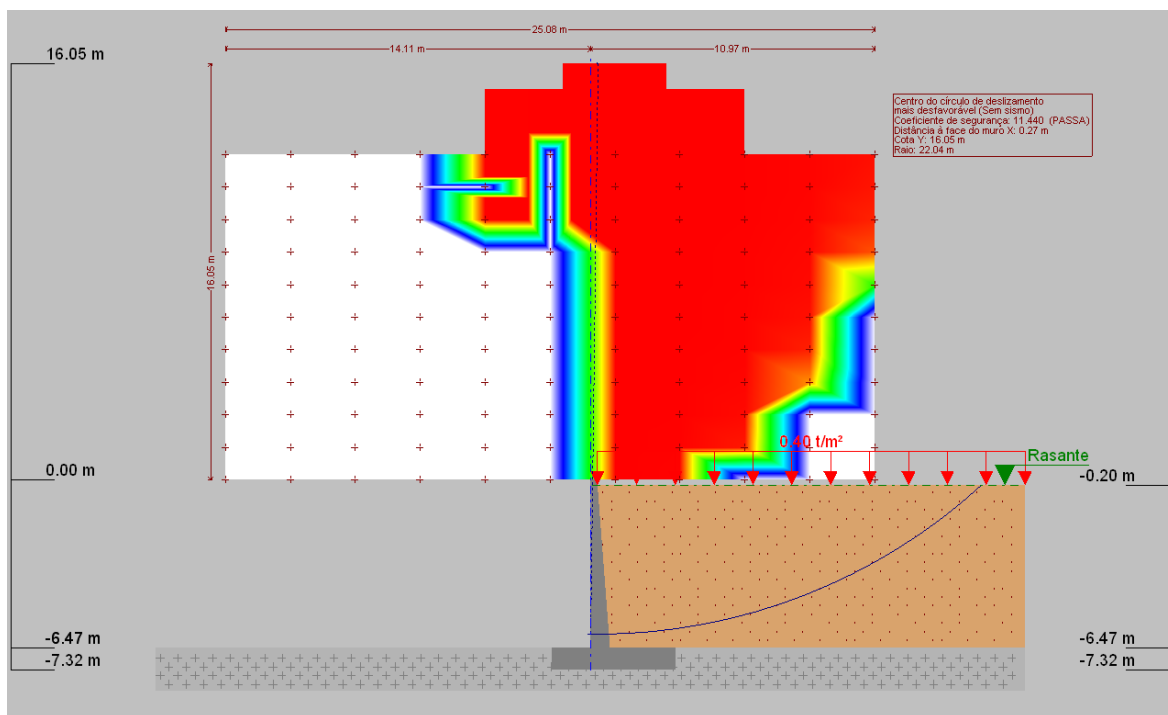 25.08 m
14.11 m
10.97 m
16.05 m
16.05 m
Centro do círculo de deslizamento
mais desfavorável (Sem sismo)
Coeficiente de segurança: 11.440 (PASSA)
Distância à face do muro X: 0.27 m
Cota Y: 16.05 m
Raio: 22.04 m
0.40 t/m²
Rasante
0.00 m
-0.20 m
-6.47 m
-7.32 m
-6.47 m
-7.32 m